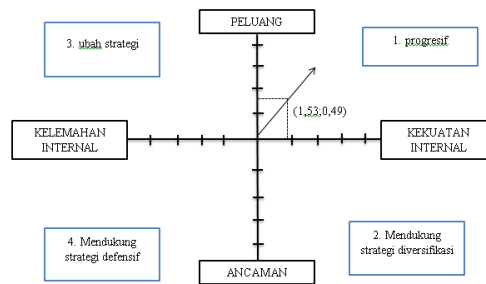 PELUANG
3. ubah strategi
1. progresif
(1,53;0,49)
KELEMAHAN
INTERNAL
KEKUATAN
INTERNAL
4. Mendukung
strategi defensif
2. Mendukung
strategi diversifikasi
ANCAMAN